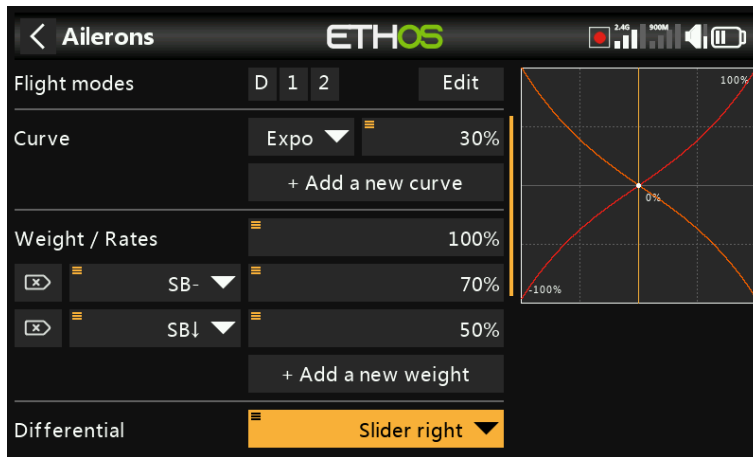 Ailerons
ETHOS
2.4G
900M
Flight modes D 1 2 Edit
Curve Expo 30%
+ Add a new curve
Weight / Rates 100%
SB- 70%
SB↓ 50%
+ Add a new weight
Differential Slider right
100%
0%
-100%